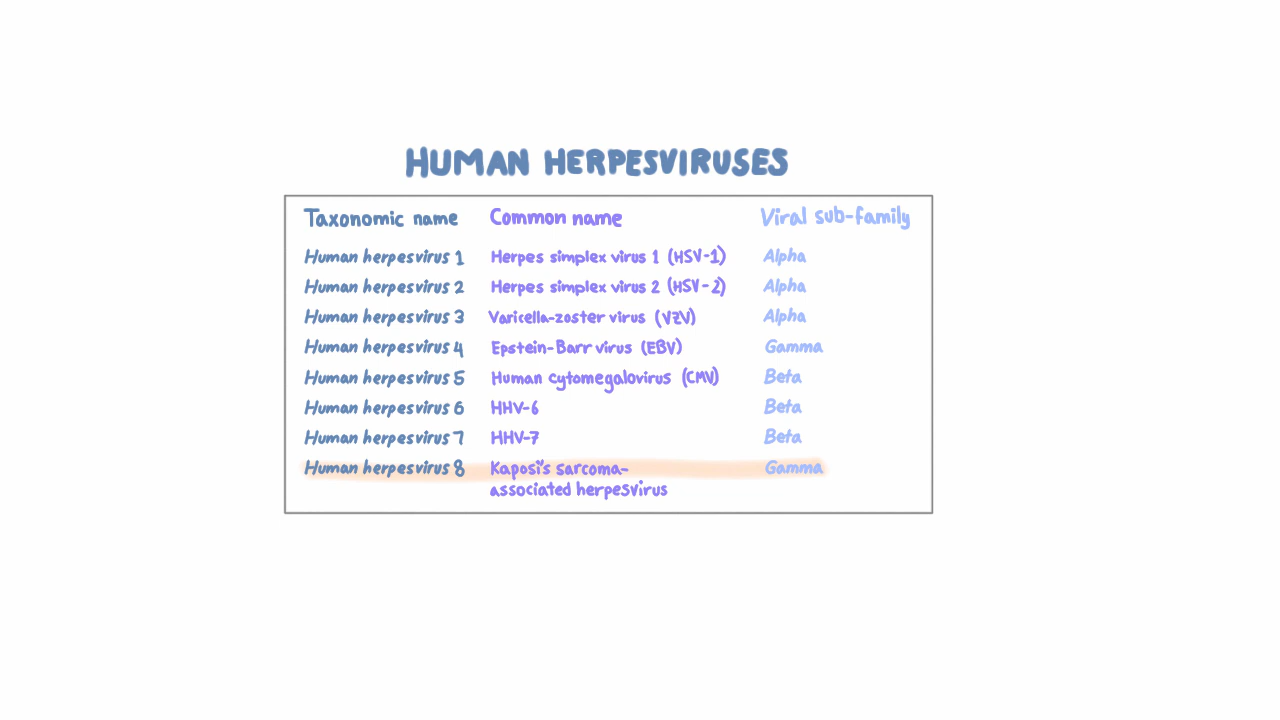 HUMAN HERPESVIRUSES
Taxonomic name Common name Viral sub-family
Human herpesvirus 1 Herpes simplex virus 1 (HSV-1) Alpha
Human herpesvirus 2 Herpes simplex virus 2 (HSV-2) Alpha
Human herpesvirus 3 Varicella-zoster virus (VZV) Alpha
Human herpesvirus 4 Epstein-Barr virus (EBV) Gamma
Human herpesvirus 5 Human cytomegalovirus (CMV) Beta
Human herpesvirus 6 HHV-6 Beta
Human herpesvirus 7 HHV-7 Beta
Human herpesvirus 8 Kaposi's sarcoma- Gamma
associated herpesvirus